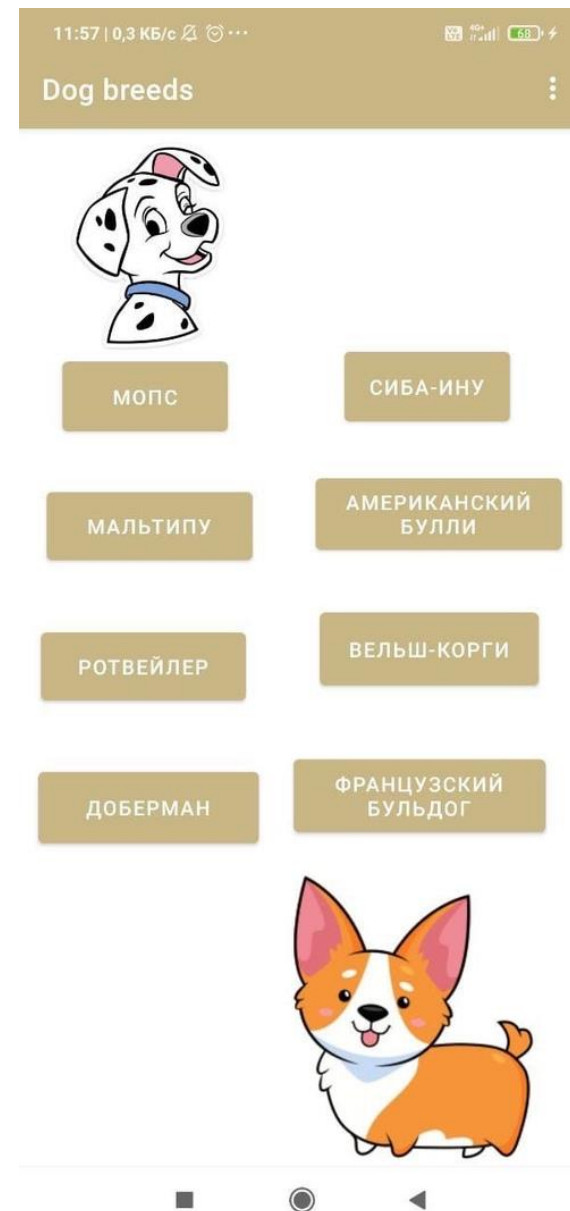 11:57 | 0,3 КБ/с ...
4G+
68
Dog breeds
МОПС
СИБА-ИНУ
МАЛЬТИПУ
АМЕРИКАНСКИЙ
БУЛЛИ
РОТВЕЙЛЕР
ВЕЛЬШ-КОРГИ
ДОБЕРМАН
ФРАНЦУЗСКИЙ
БУЛЬДОГ